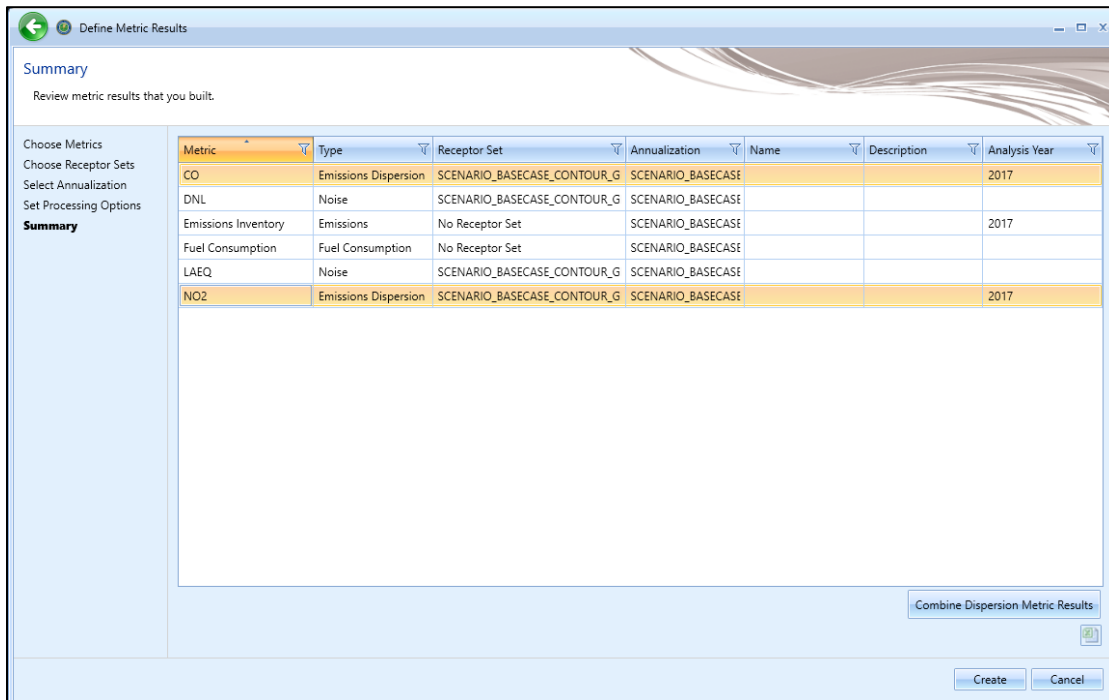 Define Metric Results
Summary
Review metric results that you built.
Choose Metrics
Choose Receptor Sets
Select Annualization
Set Processing Options
Summary
Metric Type Receptor Set Annualization Name Description Analysis Year
CO Emissions Dispersion SCENARIO_BASECASE_CONTOUR_G SCENARIO_BASECASE 2017
DNL Noise SCENARIO_BASECASE_CONTOUR_G SCENARIO_BASECASE
Emissions Inventory Emissions No Receptor Set SCENARIO_BASECASE 2017
Fuel Consumption Fuel Consumption No Receptor Set SCENARIO_BASECASE
LAEQ Noise SCENARIO_BASECASE_CONTOUR_G SCENARIO_BASECASE
NO2 Emissions Dispersion SCENARIO_BASECASE_CONTOUR_G SCENARIO_BASECASE 2017
Combine Dispersion Metric Results
Create Cancel